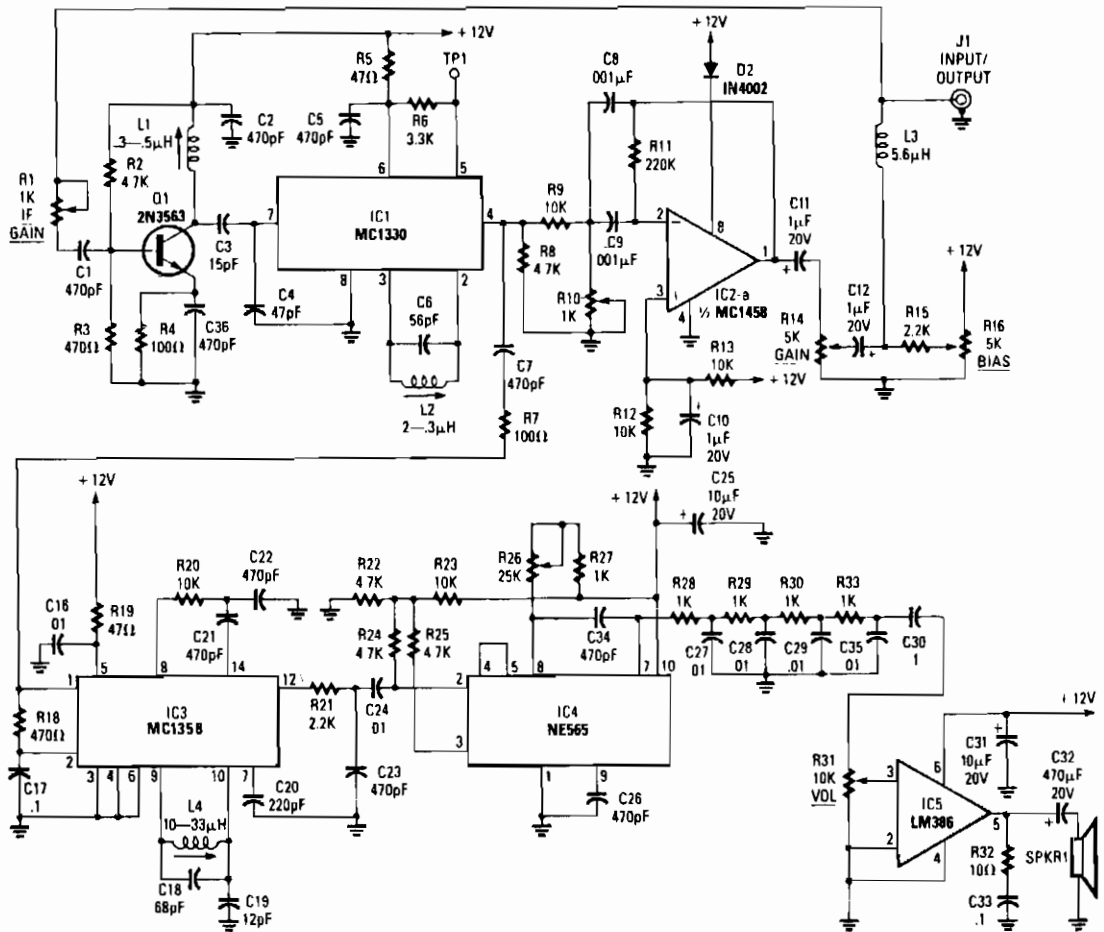 + 12V
R5
47Ω
TP1
C2
470pF
C5
470pF
R6
3.3K
L1
.3—.5µH
R2
4.7K
R1
1K
IF
GAIN
Q1
2N3563
C1
470pF
C3
15pF
R3
470Ω
R4
100Ω
C36
470pF
C4
47pF
6
5
7
IC1
MC1330
4
8
3
2
C6
56pF
L2
2—.3µH
C7
470pF
R7
100Ω
R9
10K
R8
4.7K
R10
1K
C8
.001µF
C9
.001µF
R11
220K
+ 12V
D2
IN4002
2
8
1
3
4
IC2-a
½ MC1458
R13
10K
+ 12V
R12
10K
C10
1µF
20V
C11
1µF
20V
R14
5K
GAIN
C12
1µF
20V
R15
2.2K
R16
5K
BIAS
L3
5.6µH
J1
INPUT/
OUTPUT
+ 12V
C16
01
R19
47Ω
R20
10K
C22
470pF
C21
470pF
5
8
14
1
IC3
MC1358
12
2
3
4
6
9
10
7
R18
470Ω
C17
.1
L4
10—33µH
C18
68pF
C19
12pF
C20
220pF
R21
2.2K
C23
470pF
C24
.01
R22
4.7K
R23
10K
R24
4.7K
R25
4.7K
R26
25K
R27
1K
+ 12V
C25
10µF
20V
C34
470pF
4
5
8
7
10
2
3
IC4
NE565
1
9
C26
470pF
R28
1K
R29
1K
R30
1K
R33
1K
C27
01
C28
01
C29
.01
C35
01
C30
1
R31
10K
VOL
3
2
6
5
4
IC5
LM386
+ 12V
C31
10µF
20V
C32
470µF
20V
R32
10Ω
C33
.1
SPKR1